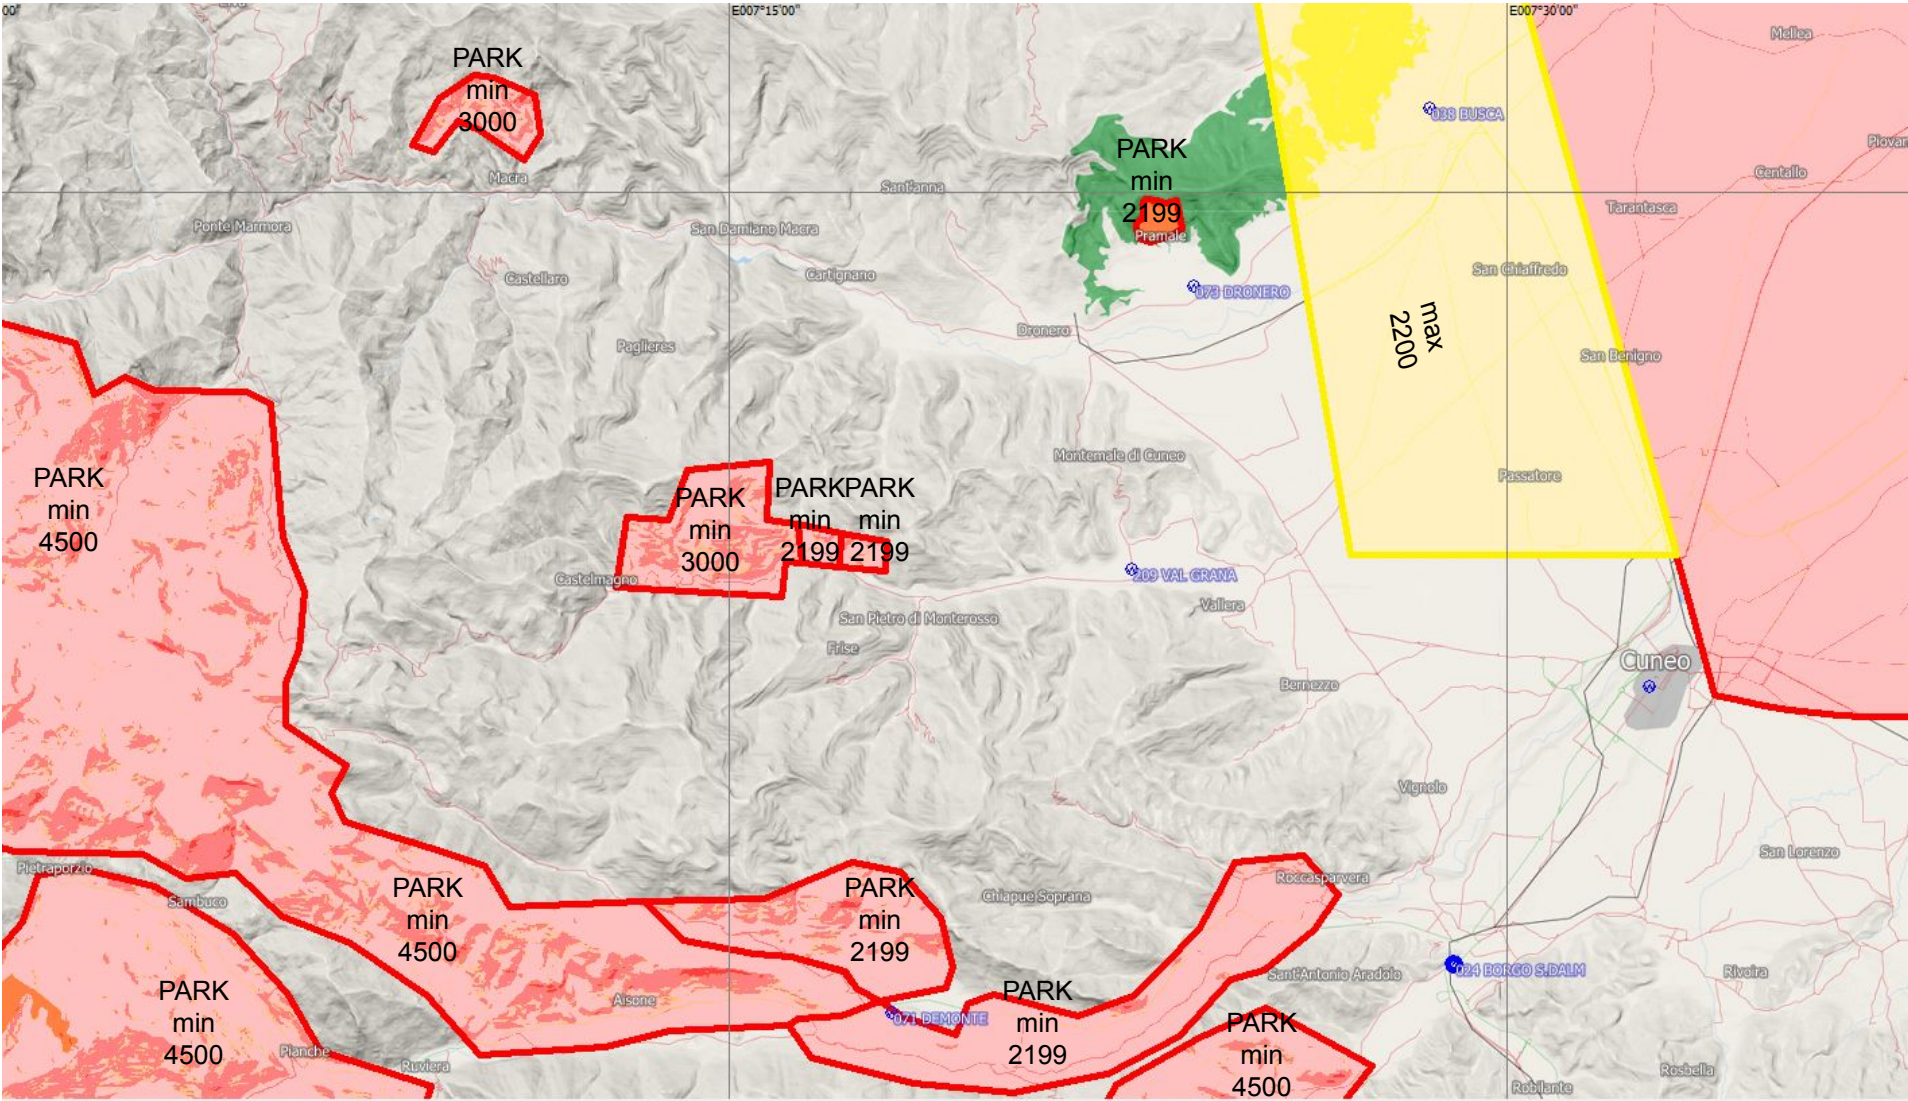 00"
E007°15'00"
E007°30'00"
Mellea
PARK
min
3000
038 BUSCA
Macra
PARK
min
2199
Pramale
Sant'anna
Centallo
Tarantasca
Ponte Marmora
San Damiano Macra
Castellaro
Cartignano
073 DRONERO
San Chiaffredo
Dronero
Paglieres
max
2200
San Benigno
Montemale di Cuneo
Passatore
PARK
min
4500
PARK
min
3000
PARK
min
2199
PARK
min
2199
Castelmagno
209 VAL GRANA
San Pietro di Monterosso
Vallera
Frise
Cuneo
Bernezzo
Vignolo
San Lorenzo
Pietraporzio
Sambuco
PARK
min
4500
PARK
min
2199
Chiapue Soprana
Roccasparvera
Sant'Antonio Aradolo
024 BORGO S.DALM
Rivoira
PARK
min
4500
Aisone
071 DEMONTE
PARK
min
2199
PARK
min
4500
Pianche
Ruviera
Robilante
Rosbella